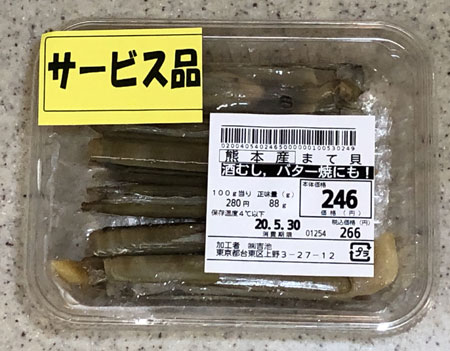 サービス品
0200405402465000000100530249
熊本産 まて貝
酒むし,バター焼にも!
100g当り 正味量(g)
280円 88g
保存温度4℃以下
本体価格
246
価格(円)
20.5.30
消費期限
01254
税込価格(円)
266
加工者 ㈱吉池
東京都台東区上野3-27-12
プラ